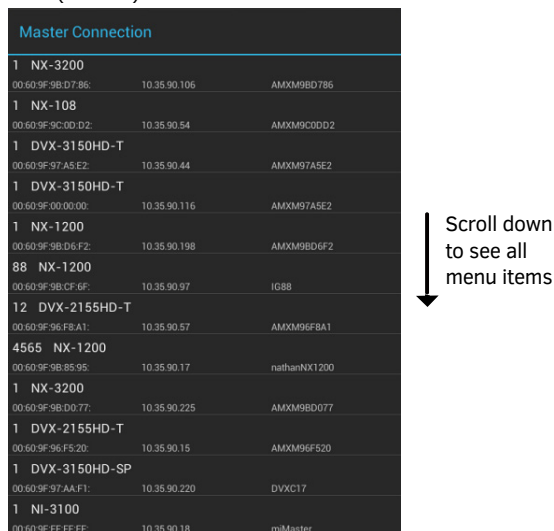 Master Connection
1 NX-3200
00:60:9F:9B:D7:86: 10.35.90.106 AMXM9BD786
1 NX-108
00:60:9F:9C:0D:D2: 10.35.90.54 AMXM9C0DD2
1 DVX-3150HD-T
00:60:9F:97:A5:E2: 10.35.90.44 AMXM97A5E2
1 DVX-3150HD-T
00:60:9F:00:00:00: 10.35.90.116 AMXM97A5E2
1 NX-1200
00:60:9F:9B:D6:F2: 10.35.90.198 AMXM9BD6F2
88 NX-1200
00:60:9F:9B:CF:6F: 10.35.90.97 IG88
12 DVX-2155HD-T
00:60:9F:96:F8:A1: 10.35.90.57 AMXM96F8A1
4565 NX-1200
00:60:9F:9B:85:95: 10.35.90.17 nathanNX1200
1 NX-3200
00:60:9F:9B:D0:77: 10.35.90.225 AMXM9BD077
1 DVX-2155HD-T
00:60:9F:96:F5:20: 10.35.90.15 AMXM96F520
1 DVX-3150HD-SP
00:60:9F:97:AA:F1: 10.35.90.220 DVXC17
1 NI-3100
00:60:9F:FF:FF:FF: 10.35.90.18 miMaster
Scroll down
to see all
menu items